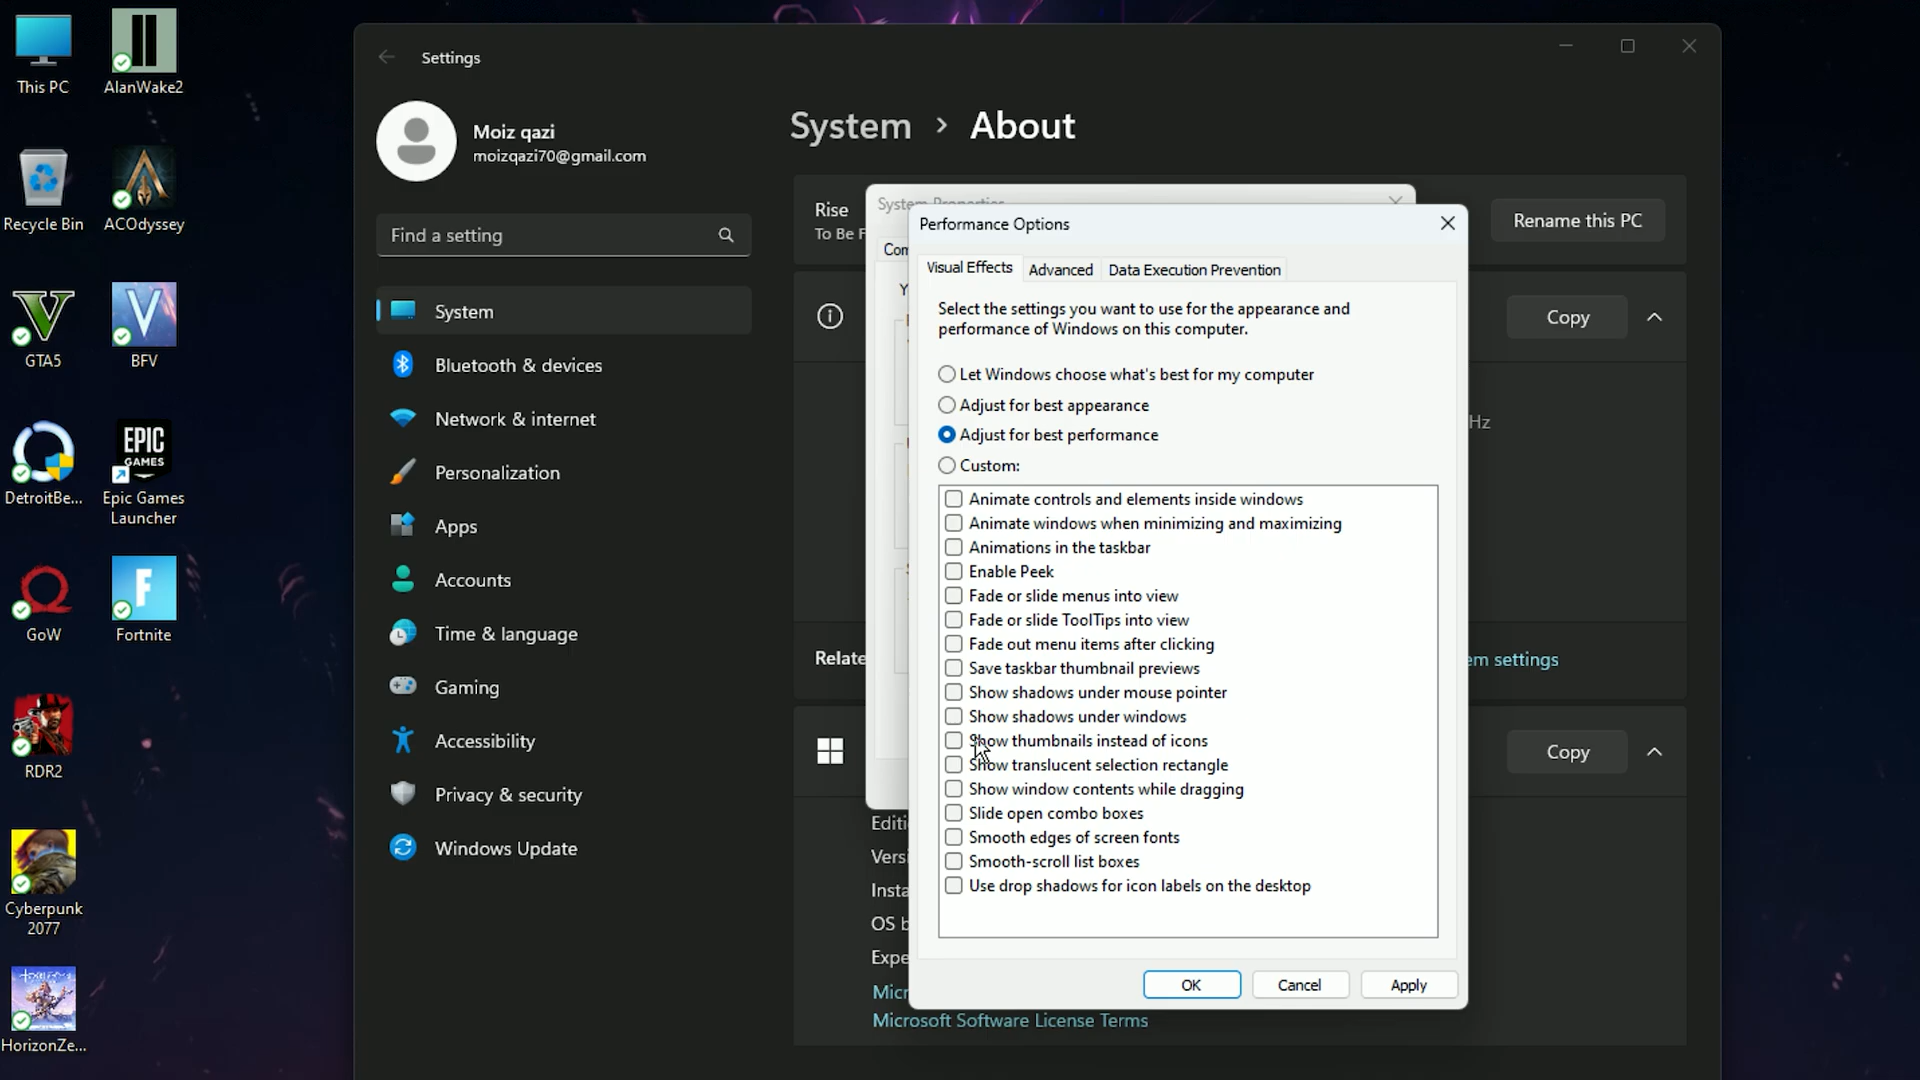 This PC
AlanWake2
Recycle Bin
ACOdyssey
GTA5
BFV
DetroitBe...
EPIC
GAMES
Epic Games
Launcher
GoW
Fortnite
RDR2
Cyberpunk
2077
HorizonZe...
Settings
Moiz qazi
moizqazi70@gmail.com
Find a setting
System
Bluetooth & devices
Network & internet
Personalization
Apps
Accounts
Time & language
Gaming
Accessibility
Privacy & security
Windows Update
System > About
Rise
To Be F
Rename this PC
System Properties
Com
Y
Copy
Hz
Relate
em settings
Copy
Editi
Versi
Insta
OS b
Expe
Micr
Microsoft Software License Terms
Performance Options
Visual Effects
Advanced
Data Execution Prevention
Select the settings you want to use for the appearance and
performance of Windows on this computer.
Let Windows choose what's best for my computer
Adjust for best appearance
Adjust for best performance
Custom:
Animate controls and elements inside windows
Animate windows when minimizing and maximizing
Animations in the taskbar
Enable Peek
Fade or slide menus into view
Fade or slide ToolTips into view
Fade out menu items after clicking
Save taskbar thumbnail previews
Show shadows under mouse pointer
Show shadows under windows
Show thumbnails instead of icons
Show translucent selection rectangle
Show window contents while dragging
Slide open combo boxes
Smooth edges of screen fonts
Smooth-scroll list boxes
Use drop shadows for icon labels on the desktop
OK
Cancel
Apply